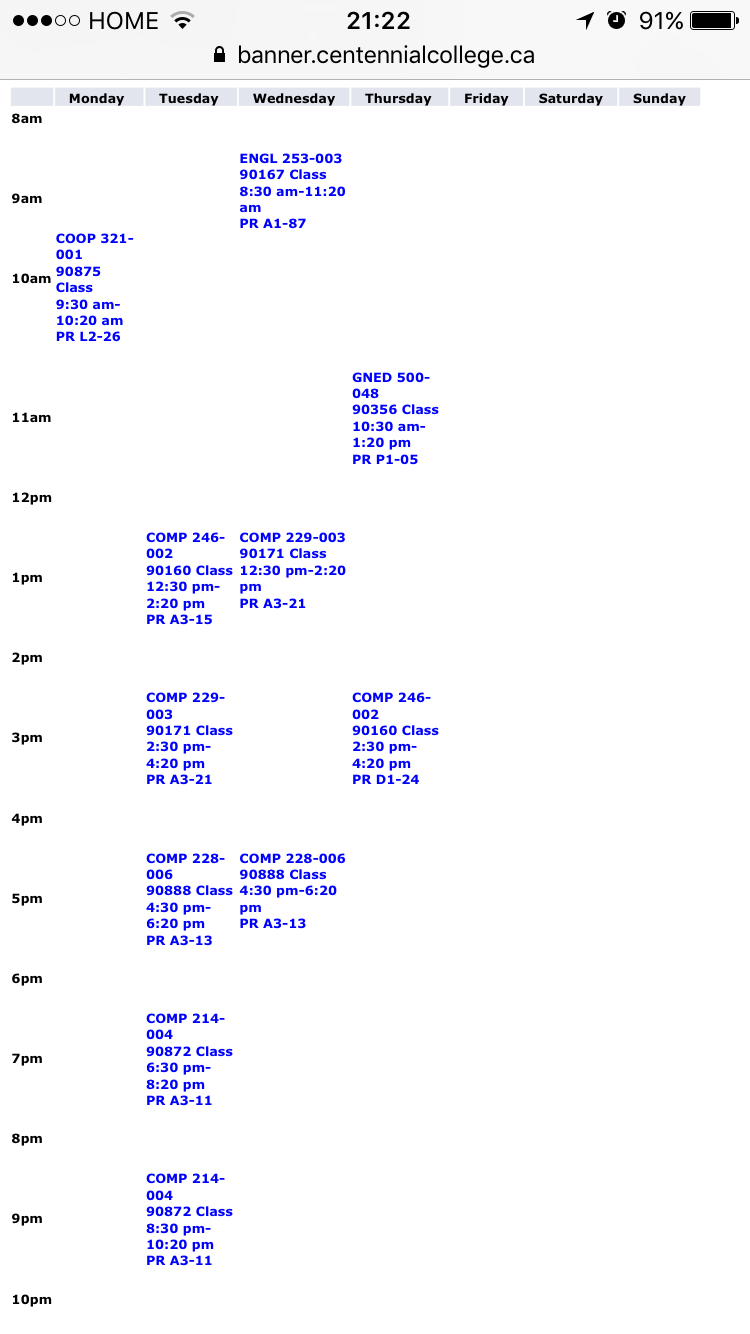 HOME 21:22 91%
banner.centennialcollege.ca
Monday Tuesday Wednesday Thursday Friday Saturday Sunday
8am
ENGL 253-003
90167 Class
8:30 am-11:20
am
PR A1-87
9am
COOP 321-
001
90875
Class
9:30 am-
10:20 am
PR L2-26
10am
GNED 500-
048
90356 Class
10:30 am-
1:20 pm
PR P1-05
11am
12pm
COMP 246-
002
90160 Class
12:30 pm-
2:20 pm
PR A3-15
COMP 229-003
90171 Class
12:30 pm-2:20
pm
PR A3-21
1pm
2pm
COMP 229-
003
90171 Class
2:30 pm-
4:20 pm
PR A3-21
COMP 246-
002
90160 Class
2:30 pm-
4:20 pm
PR D1-24
3pm
4pm
COMP 228-
006
90888 Class
4:30 pm-
6:20 pm
PR A3-13
COMP 228-006
90888 Class
4:30 pm-6:20
pm
PR A3-13
5pm
6pm
COMP 214-
004
90872 Class
6:30 pm-
8:20 pm
PR A3-11
7pm
8pm
COMP 214-
004
90872 Class
8:30 pm-
10:20 pm
PR A3-11
9pm
10pm